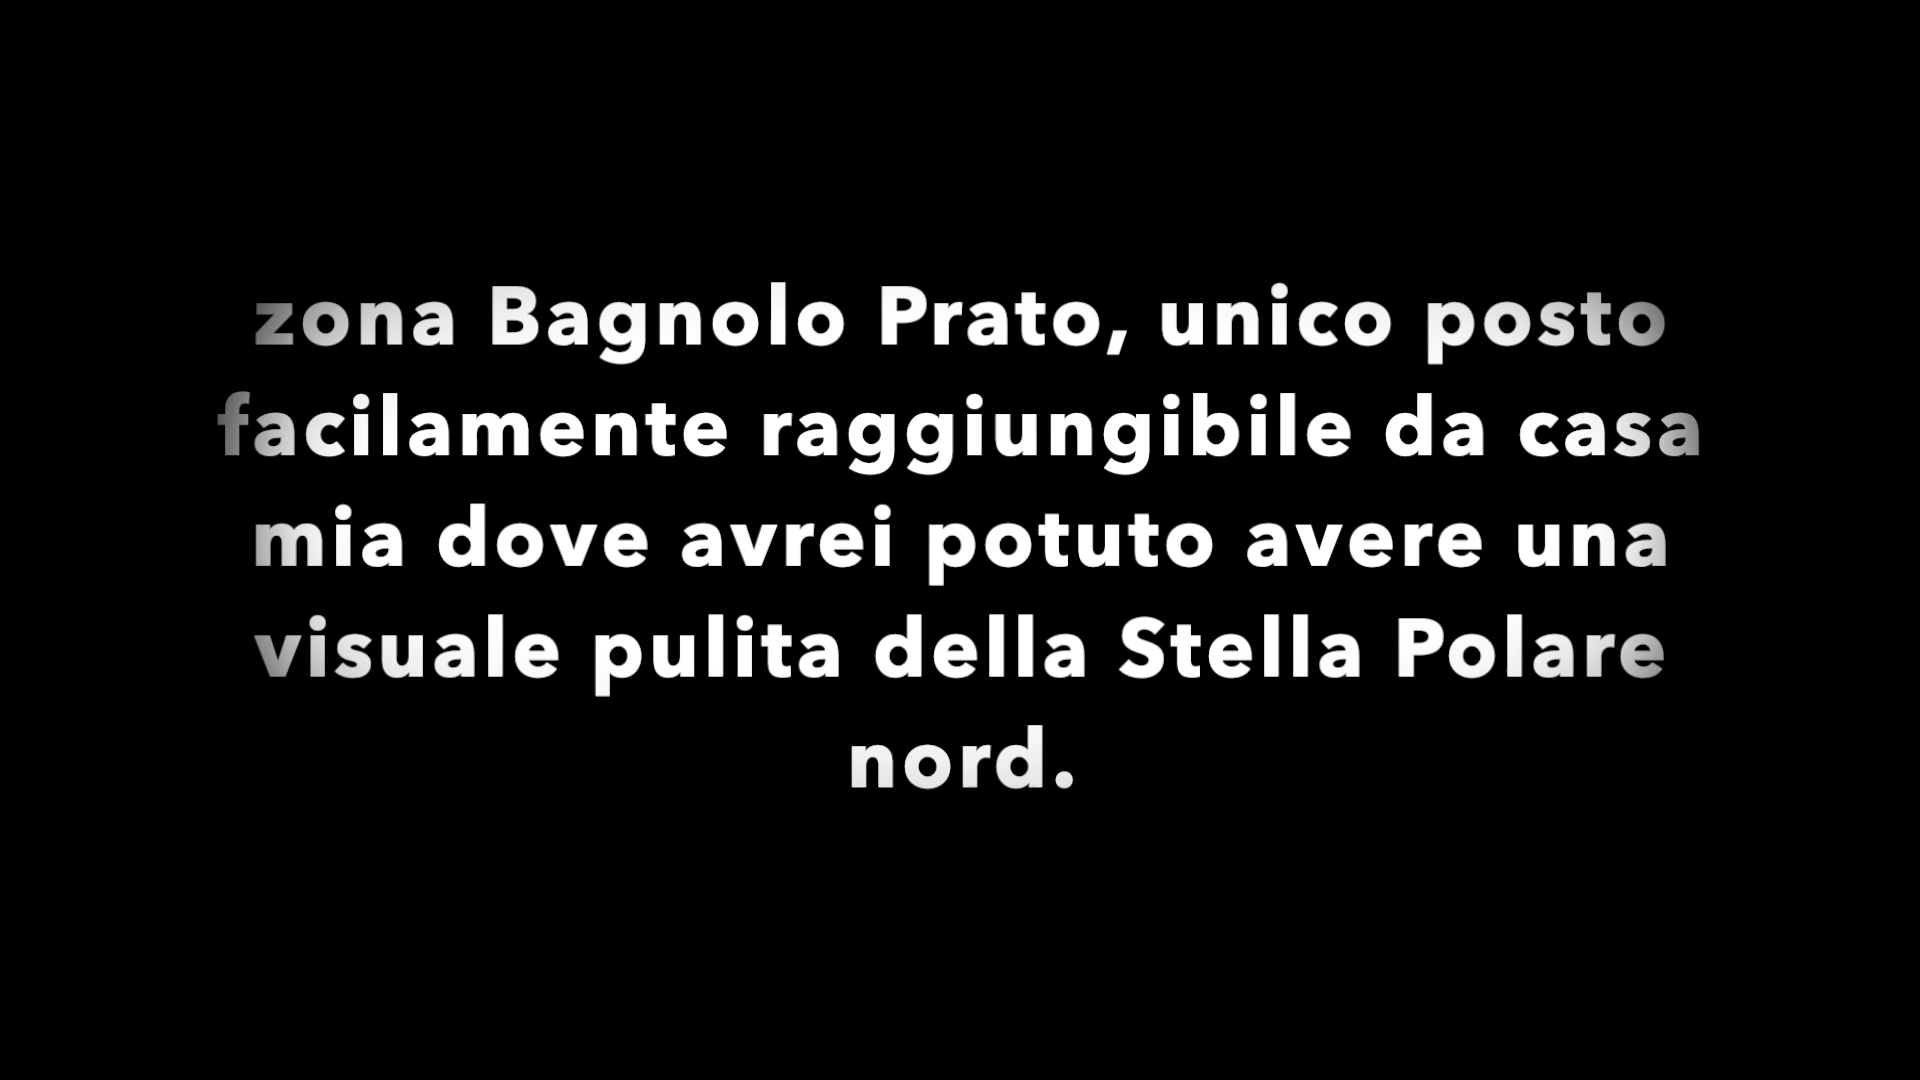 zona Bagnolo Prato, unico posto
facilamente raggiungibile da casa
mia dove avrei potuto avere una
visuale pulita della Stella Polare
nord.